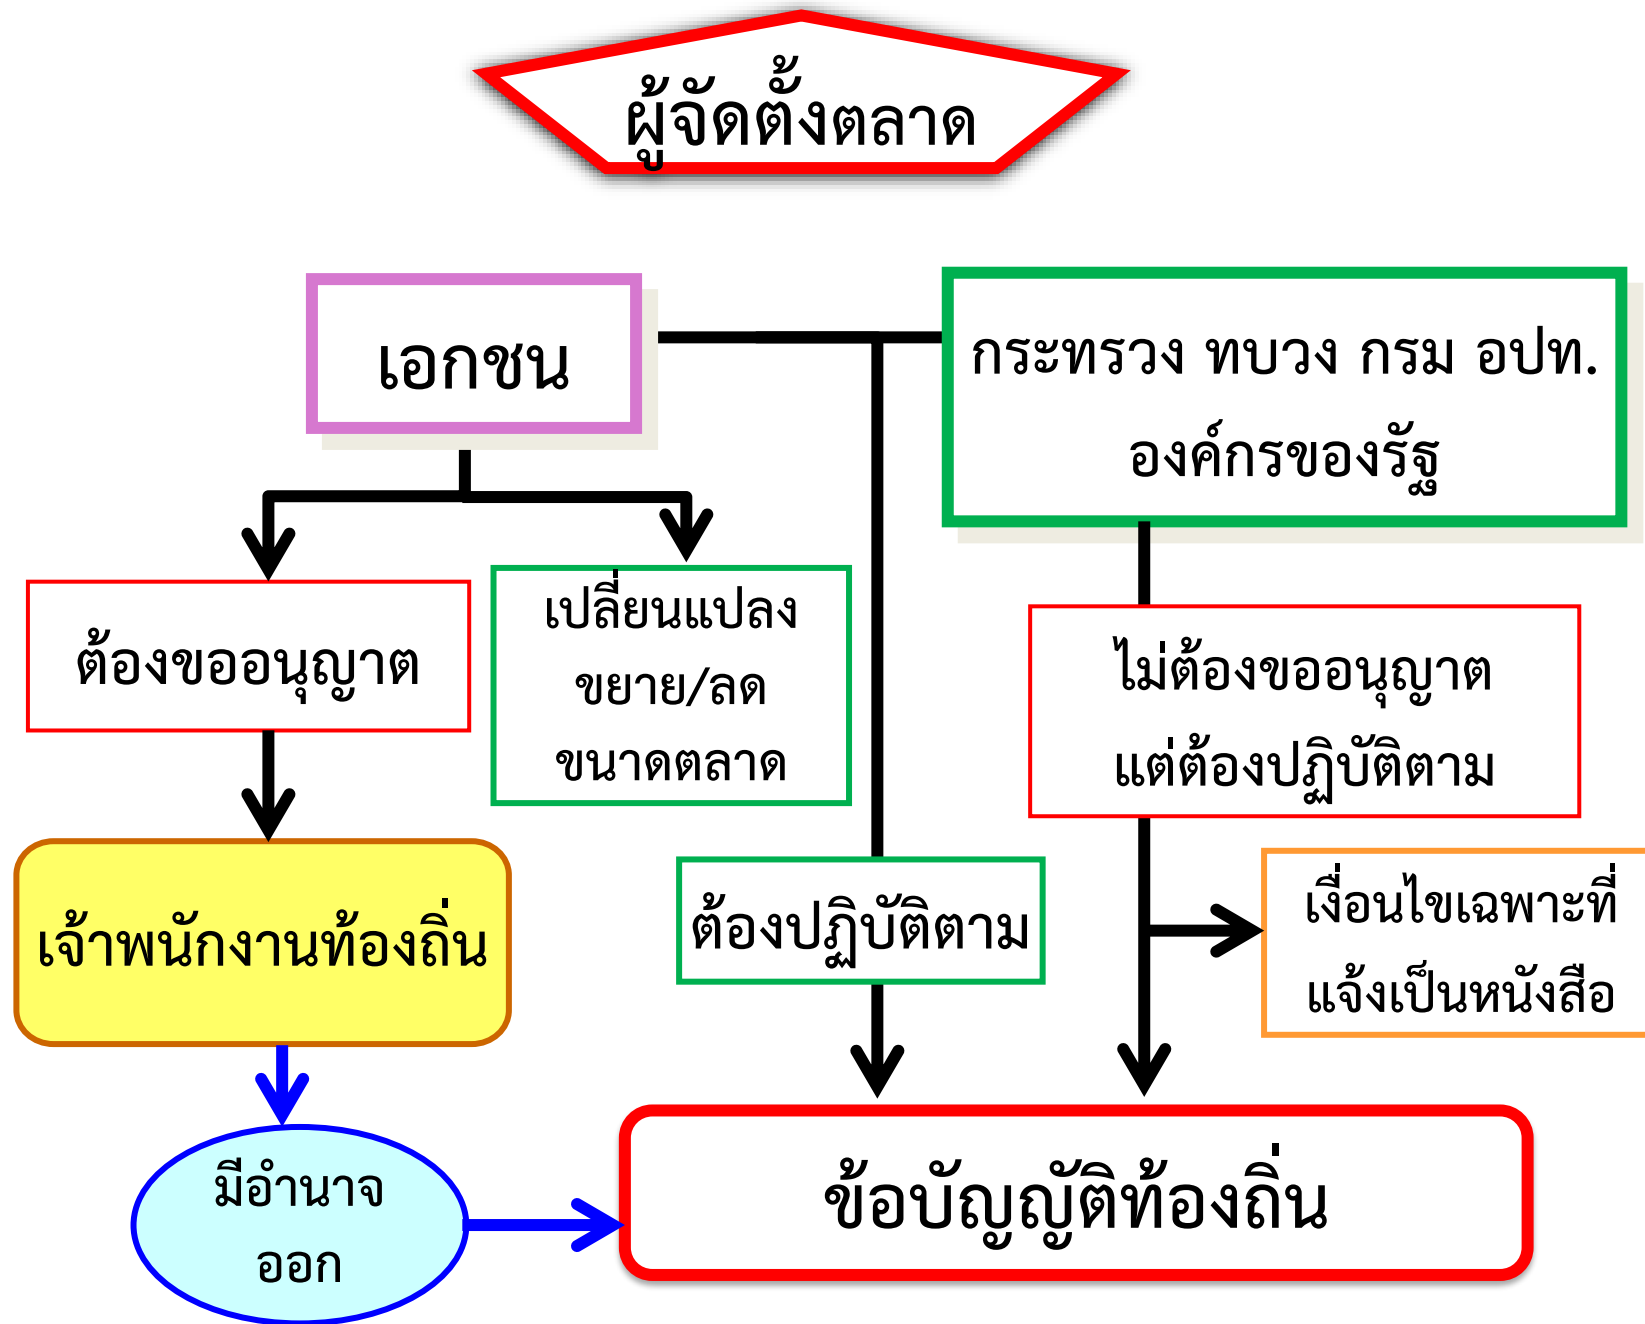 ผู้จัดตั้งตลาด
เอกชน
กระทรวง ทบวง กรม อปท.
องค์กรของรัฐ
ต้องขออนุญาต
เปลี่ยนแปลง
ขยาย/ลด
ขนาดตลาด
ไม่ต้องขออนุญาต
แต่ต้องปฏิบัติตาม
เจ้าพนักงานท้องถิ่น
ต้องปฏิบัติตาม
เงื่อนไขเฉพาะที่
แจ้งเป็นหนังสือ
มีอำนาจ
ออก
ข้อบัญญัติท้องถิ่น